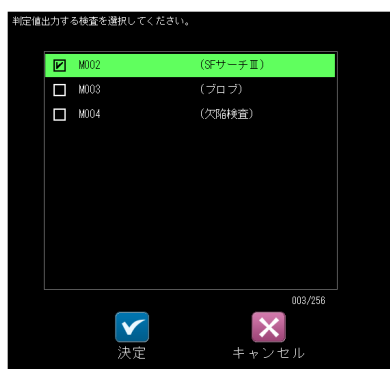 判定値出力する検査を選択してください。
M002 (SFサーチⅢ)
M003 (ブロブ)
M004 (欠陥検査)
003/256
決定 キャンセル